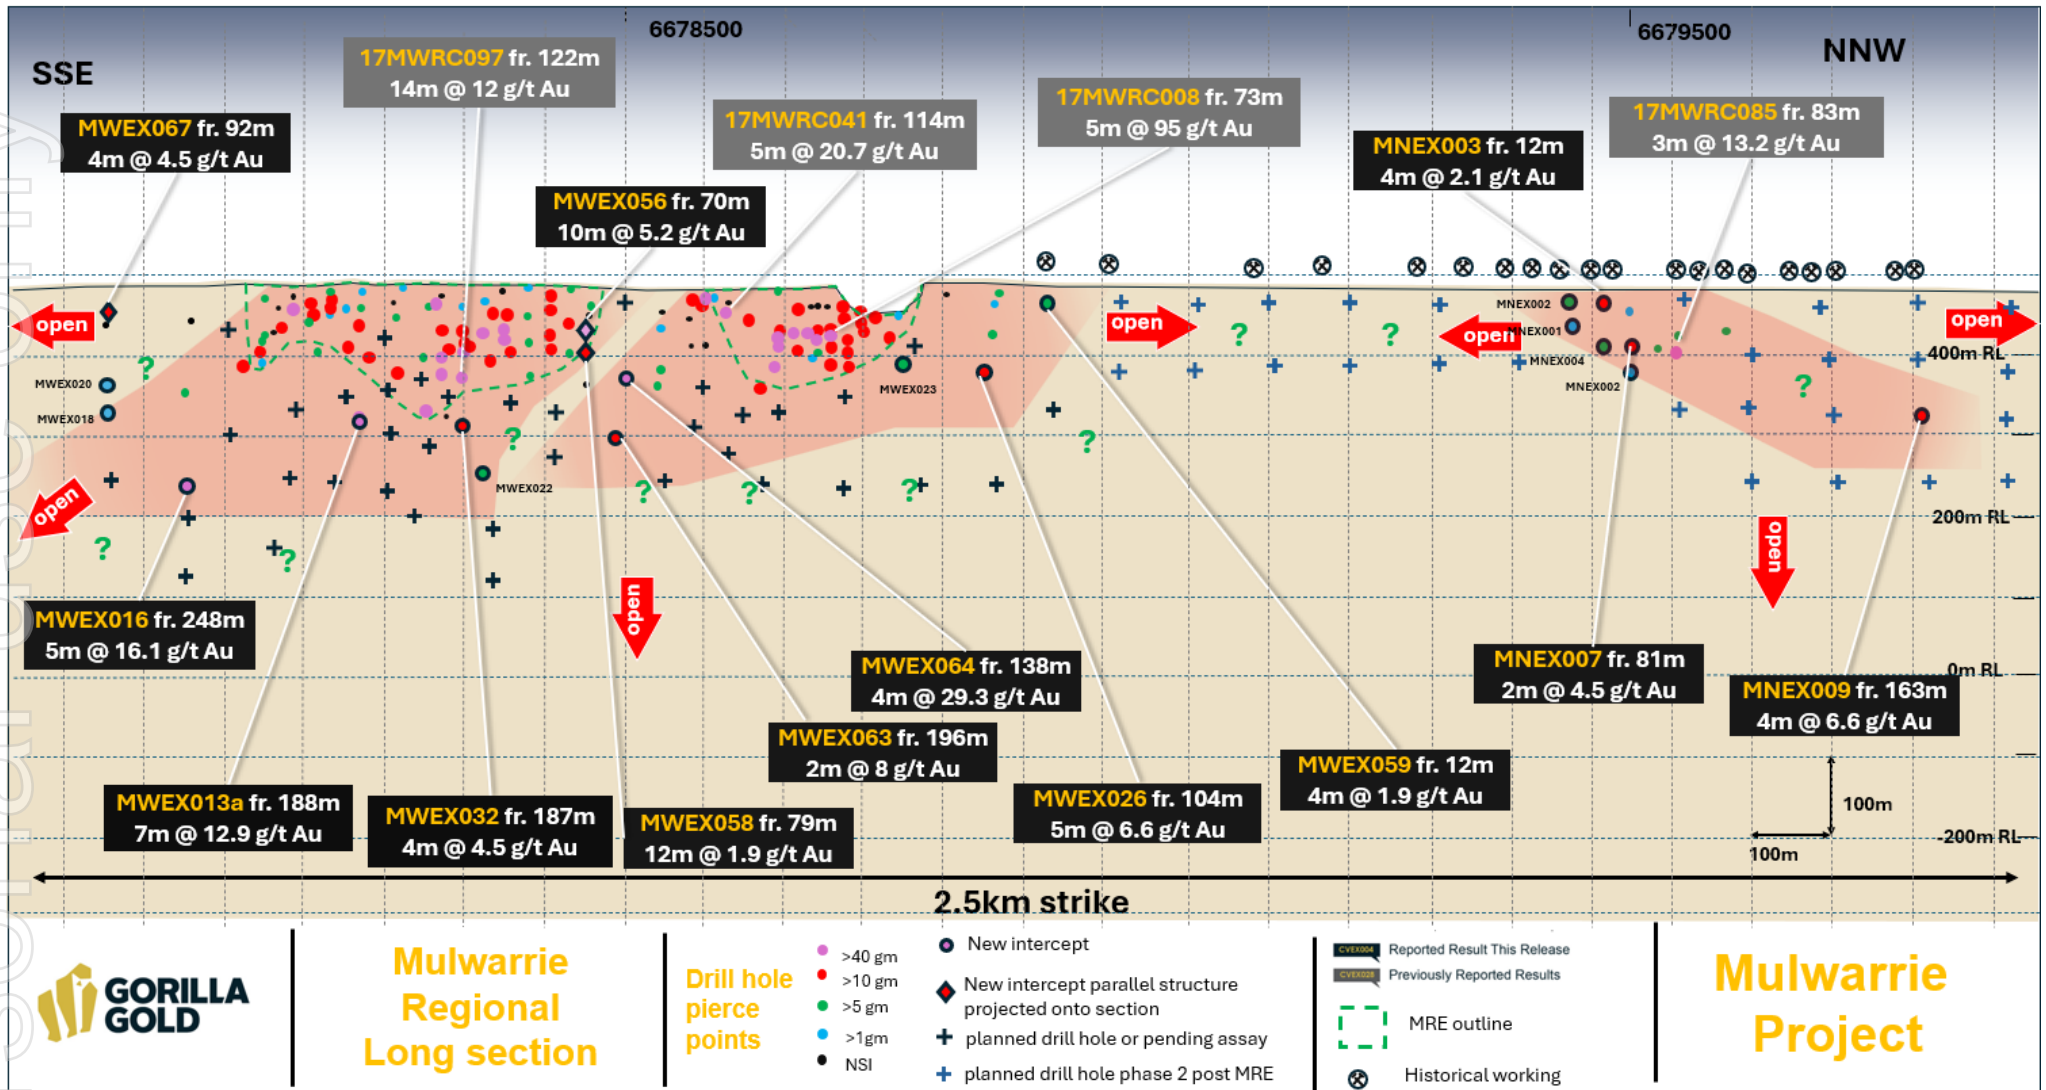 6678500
6679500
SSE
NNW
17MWRC097 fr. 122m
14m @ 12 g/t Au
17MWRC008 fr. 73m
5m @ 95 g/t Au
17MWRC041 fr. 114m
5m @ 20.7 g/t Au
17MWRC085 fr. 83m
3m @ 13.2 g/t Au
MWEX067 fr. 92m
4m @ 4.5 g/t Au
MNEX003 fr. 12m
4m @ 2.1 g/t Au
MWEX056 fr. 70m
10m @ 5.2 g/t Au
open
open
open
open
MNEX002
MNEX001
MNEX004
MNEX002
400m RL
?
?
?
?
MWEX020
MWEX018
MWEX023
?
?
MWEX022
?
?
?
open
?
?
200m RL
open
open
MWEX016 fr. 248m
5m @ 16.1 g/t Au
MWEX064 fr. 138m
4m @ 29.3 g/t Au
MNEX007 fr. 81m
2m @ 4.5 g/t Au
0m RL
MNEX009 fr. 163m
4m @ 6.6 g/t Au
MWEX063 fr. 196m
2m @ 8 g/t Au
MWEX059 fr. 12m
4m @ 1.9 g/t Au
MWEX013a fr. 188m
7m @ 12.9 g/t Au
MWEX032 fr. 187m
4m @ 4.5 g/t Au
MWEX058 fr. 79m
12m @ 1.9 g/t Au
MWEX026 fr. 104m
5m @ 6.6 g/t Au
100m
100m
-200m RL
2.5km strike
GORILLA
GOLD
Mulwarrie
Regional
Long section
Drill hole
pierce
points
>40 gm
>10 gm
>5 gm
>1gm
NSI
New intercept
New intercept parallel structure
projected onto section
planned drill hole or pending assay
planned drill hole phase 2 post MRE
CVEX004 Reported Result This Release
CVEX028 Previously Reported Results
MRE outline
Historical working
Mulwarrie
Project